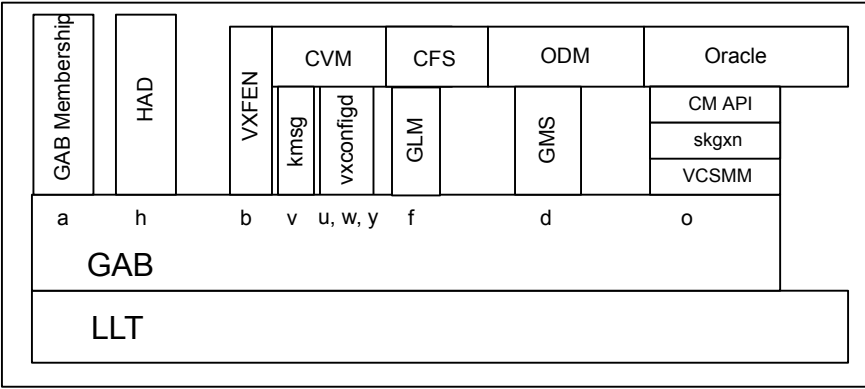 GAB Membership
HAD
VXFEN
CVM
CFS
ODM
Oracle
kmsg
vxconfigd
GLM
GMS
CM API
skgxn
VCSMM
a
h
b
v
u, w, y
f
d
o
GAB
LLT